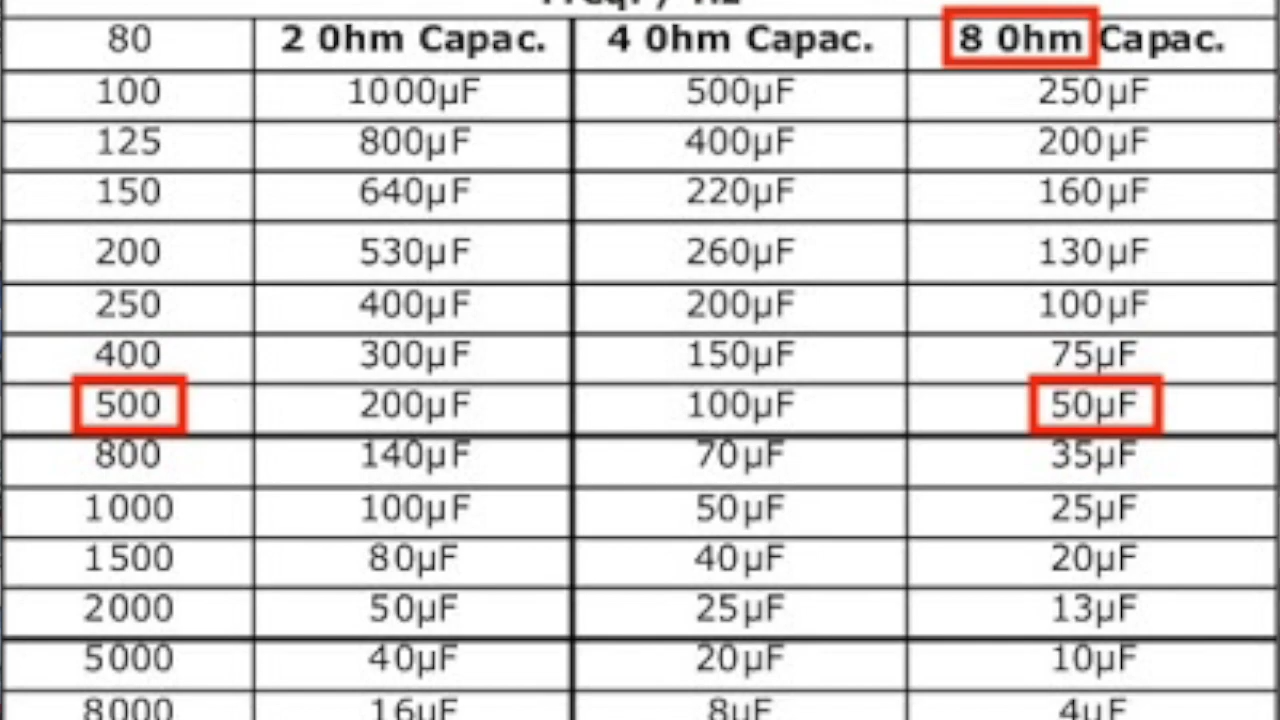 80 2 0hm Capac. 4 0hm Capac. 8 0hm Capac.
100 1000µF 500µF 250µF
125 800µF 400µF 200µF
150 640µF 220µF 160µF
200 530µF 260µF 130µF
250 400µF 200µF 100µF
400 300µF 150µF 75µF
500 200µF 100µF 50µF
800 140µF 70µF 35µF
1000 100µF 50µF 25µF
1500 80µF 40µF 20µF
2000 50µF 25µF 13µF
5000 40µF 20µF 10µF
8000 16µF 8µF 4µF